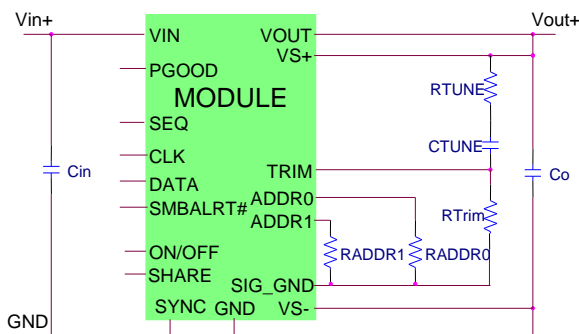 Vin+
Vout+
VIN
VOUT
VS+
PGOOD
RTUNE
MODULE
SEQ
CTUNE
CLK
TRIM
Cin
Co
DATA
ADDR0
SMBALRT#
ADDR1
RTrim
ON/OFF
RADDR1
RADDR0
SHARE
SIG_GND
SYNC
GND
VS-
GND